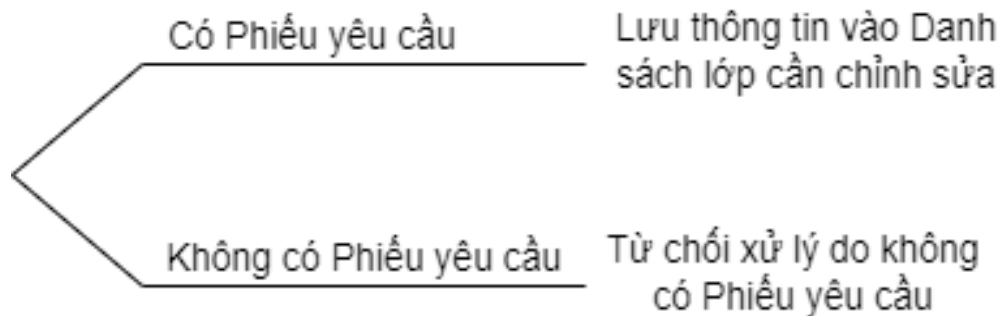 Có Phiếu yêu cầu
Lưu thông tin vào Danh
sách lớp cần chỉnh sửa
Không có Phiếu yêu cầu
Từ chối xử lý do không
có Phiếu yêu cầu